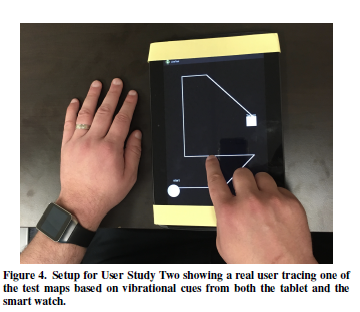 start
Figure 4. Setup for User Study Two showing a real user tracing one of
the test maps based on vibrational cues from both the tablet and the
smart watch.